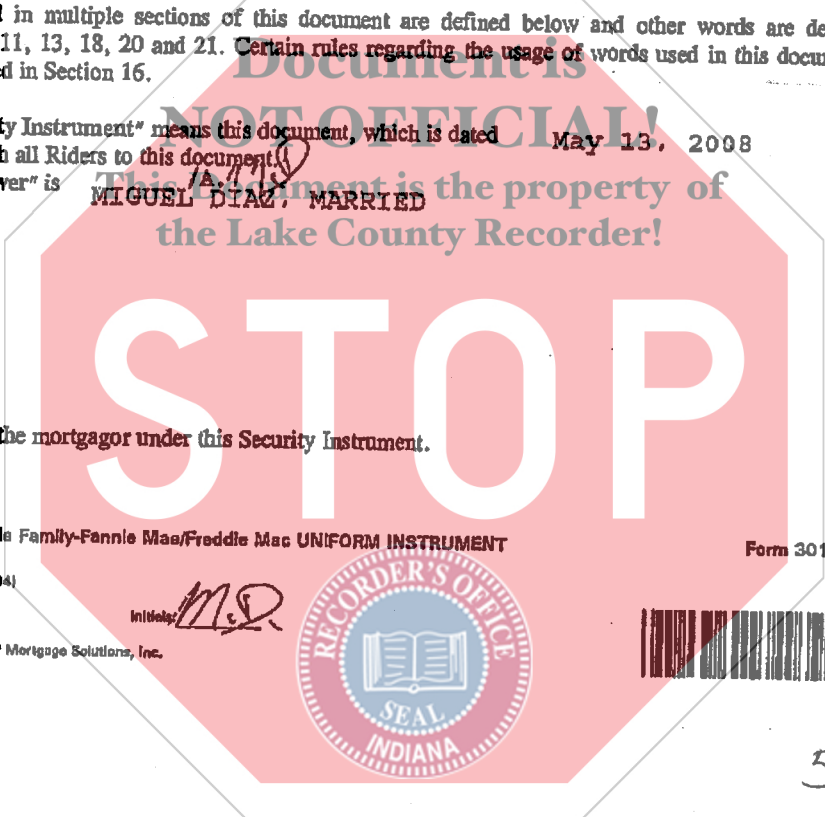 in multiple sections of this document are defined below and other words are de
11, 13, 18, 20 and 21. Certain rules regarding the usage of words used in this docu
d in Section 16.
Document is
NOT OFFICIAL!
This Document is the property of
the Lake County Recorder!
ty Instrument" means this document, which is dated May 13, 2008
h all Riders to this document.
ver" is MIGUEL A. DIAZ, MARRIED
M.D.
STOP
he mortgagor under this Security Instrument.
e Family-Fannie Mae/Freddie Mac UNIFORM INSTRUMENT
Form 301
04)
Initials: M.D.
Mortgage Solutions, Inc.
RECORDER'S OFFICE
SEAL
INDIANA